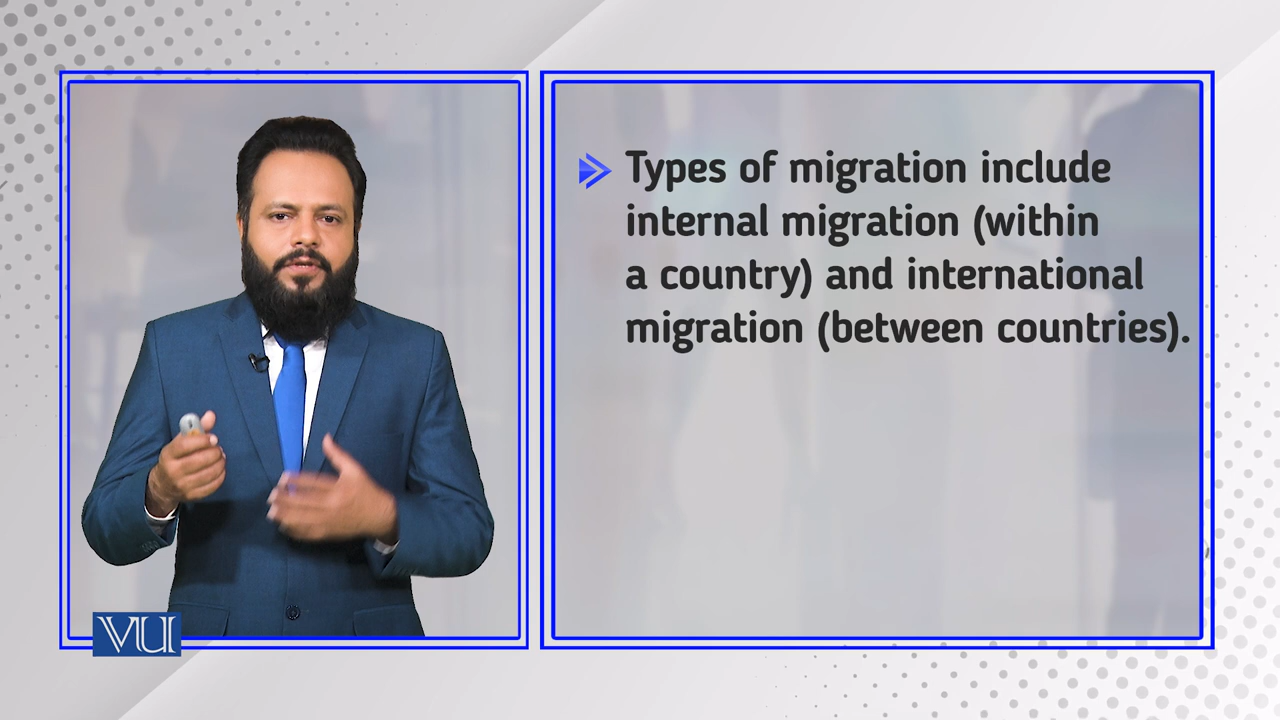 Types of migration include
internal migration (within
a country) and international
migration (between countries).
VU